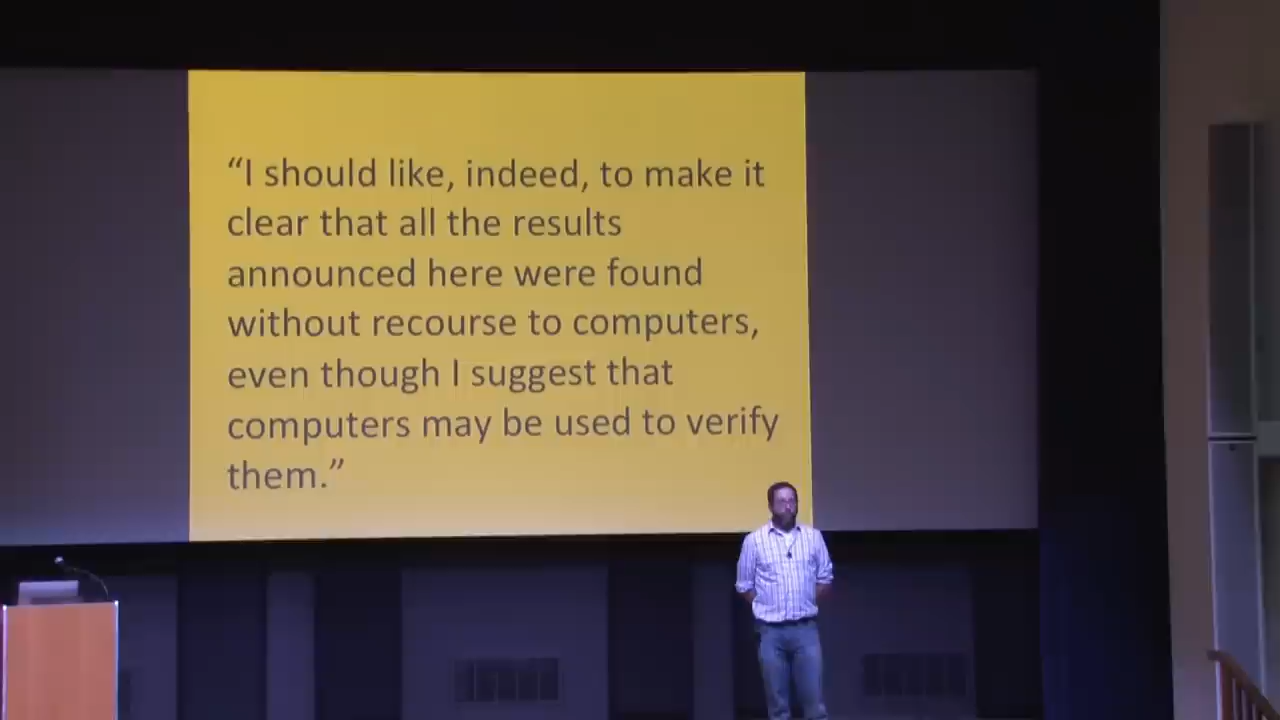 “I should like, indeed, to make it
clear that all the results
announced here were found
without recourse to computers,
even though I suggest that
computers may be used to verify
them.”